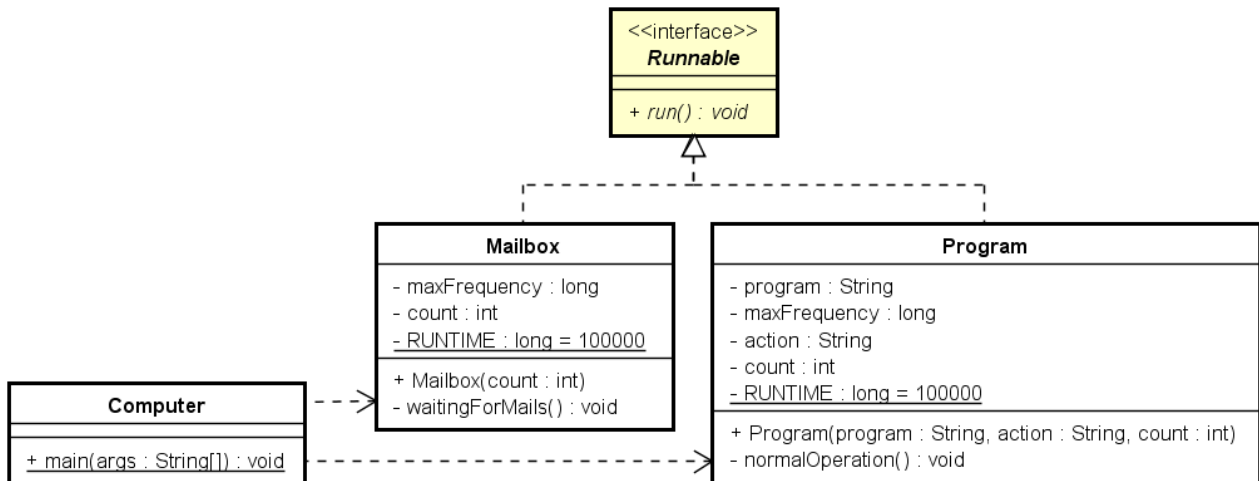 <<interface>>
Runnable
+ run() : void
Mailbox
- maxFrequency : long
- count : int
- RUNTIME : long = 100000
+ Mailbox(count : int)
- waitingForMails() : void
Program
- program : String
- maxFrequency : long
- action : String
- count : int
- RUNTIME : long = 100000
+ Program(program : String, action : String, count : int)
- normalOperation() : void
Computer
+ main(args : String[]) : void